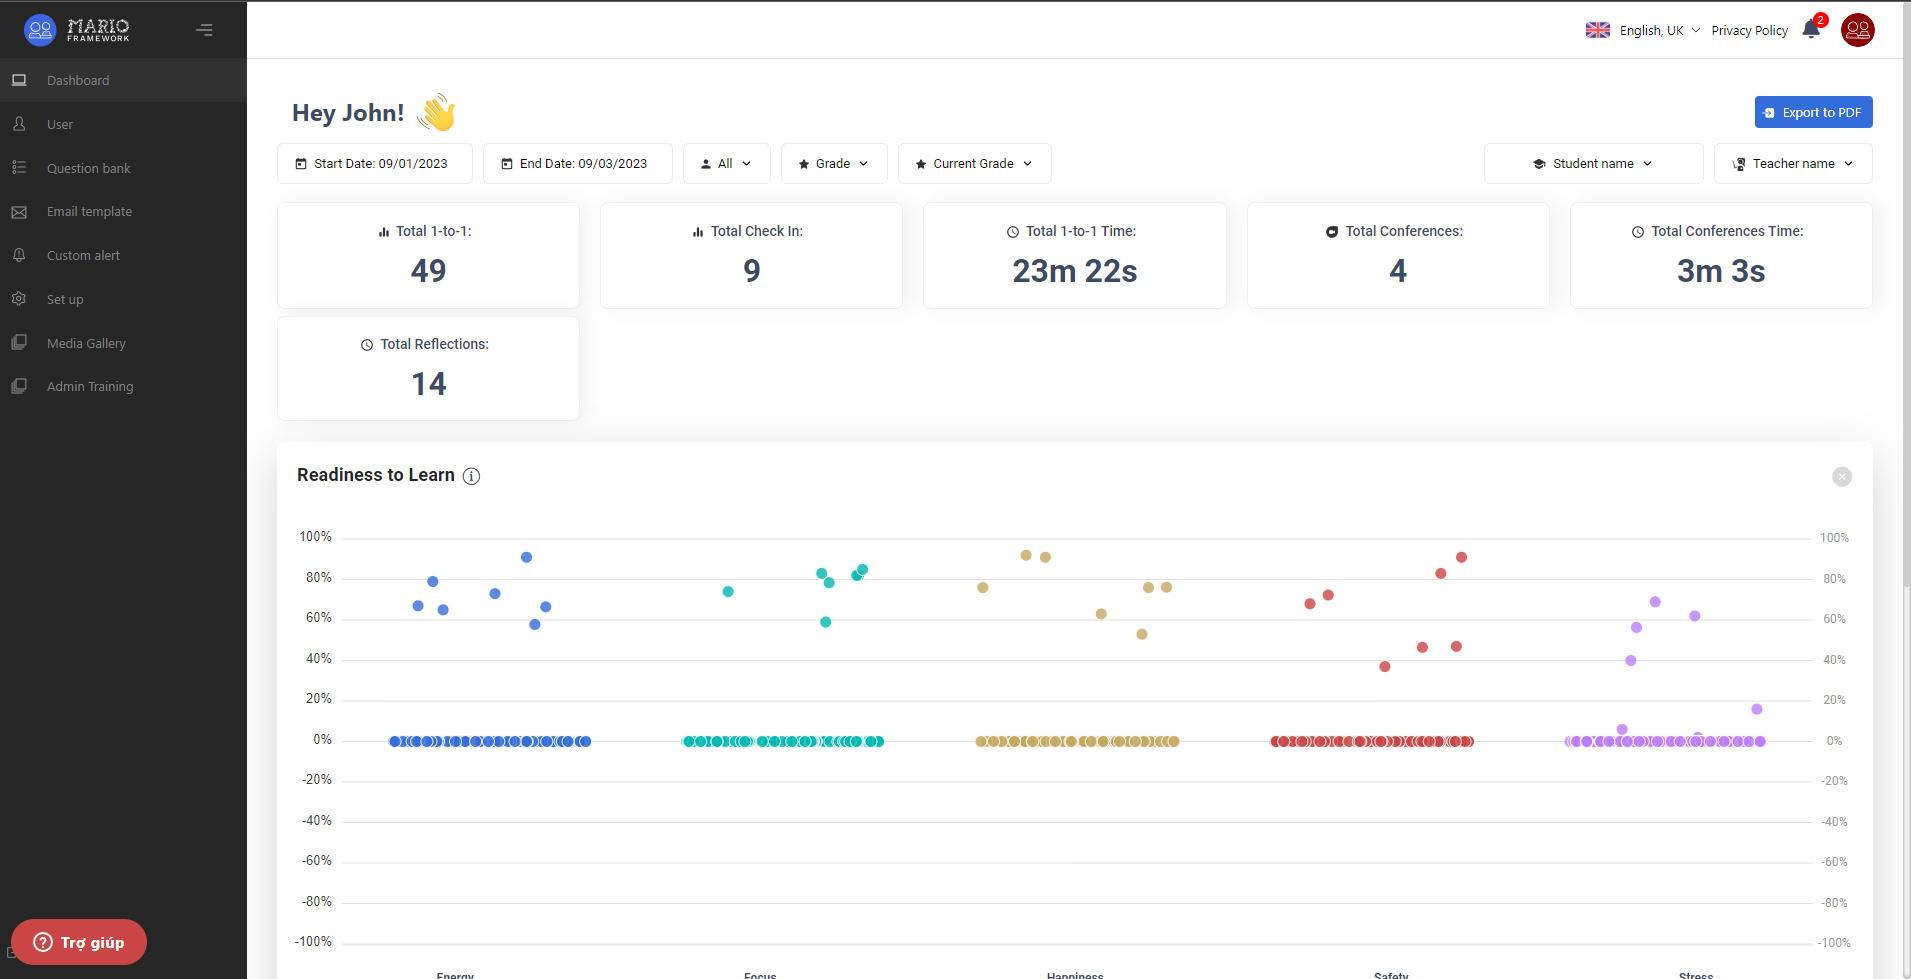 MARIO
FRAMEWORK
English, UK
Privacy Policy
2
Dashboard
User
Question bank
Email template
Custom alert
Set up
Media Gallery
Admin Training
Trợ giúp
Hey John!
Export to PDF
Start Date: 09/01/2023
End Date: 09/03/2023
All
Grade
Current Grade
Student name
Teacher name
Total 1-to-1:
49
Total Check In:
9
Total 1-to-1 Time:
23m 22s
Total Conferences:
4
Total Conferences Time:
3m 3s
Total Reflections:
14
Readiness to Learn
100% 100%
80% 80%
60% 60%
40% 40%
20% 20%
0% 0%
-20% -20%
-40% -40%
-60% -60%
-80% -80%
-100% -100%
Energy Focus Happiness Safety Stress